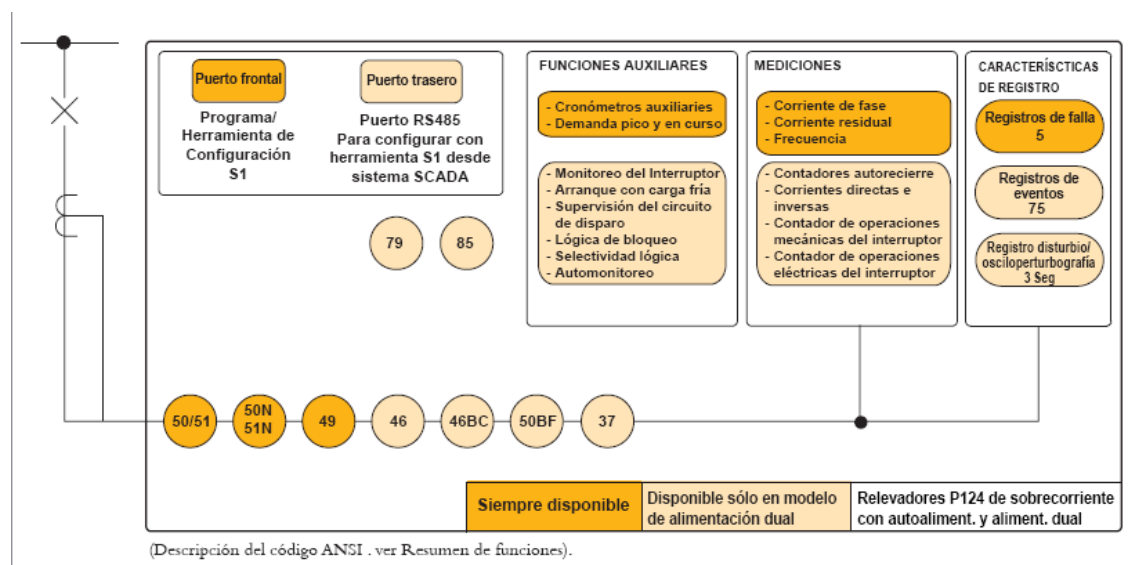 Puerto frontal
Programa/
Herramienta de
Configuración
S1
Puerto trasero
Puerto RS485
Para configurar con
herramienta S1 desde
sistema SCADA
79
85
FUNCIONES AUXILIARES
- Cronómetros auxiliaries
- Demanda pico y en curso
- Monitoreo del Interruptor
- Arranque con carga fría
- Supervisión del circuito
de disparo
- Lógica de bloqueo
- Selectividad lógica
- Automonitoreo
MEDICIONES
- Corriente de fase
- Corriente residual
- Frecuencia
- Contadores autorecierre
- Corrientes directas e
inversas
- Contador de operaciones
mecánicas del interruptor
- Contador de operaciones
eléctricas del interruptor
CARACTERÍSCTICAS
DE REGISTRO
Registros de falla
5
Registros de
eventos
75
Registro disturbio/
osciloperturbografía
3 Seg
50/51
50N
51N
49
46
46BC
50BF
37
Siempre disponible
Disponible sólo en modelo
de alimentación dual
Relevadores P124 de sobrecorriente
con autoaliment. y aliment. dual
(Descripción del código ANSI . ver Resumen de funciones).